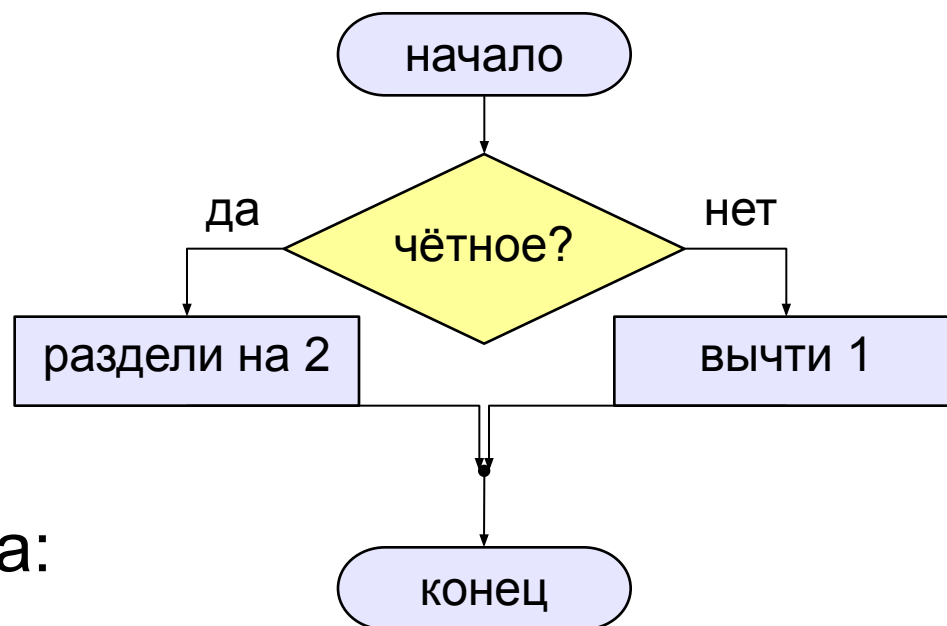 начало
да
нет
чётное?
раздели на 2
вычти 1
а:
конец